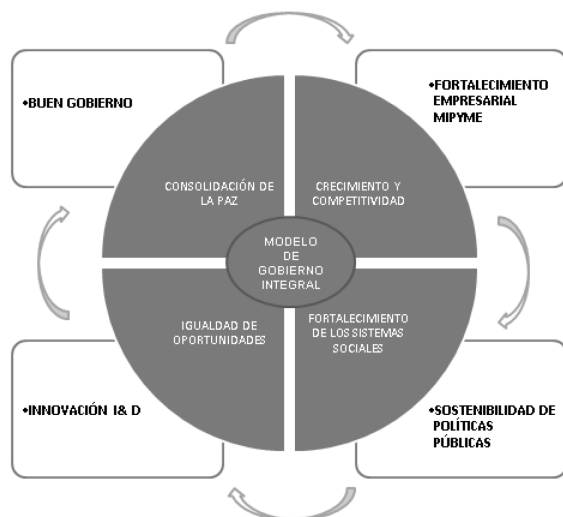 •BUEN GOBIERNO
•FORTALECIMIENTO
EMPRESARIAL
MIPYME
CONSOLIDACIÓN DE
LA PAZ
CRECIMIENTO Y
COMPETITIVIDAD
MODELO
DE
GOBIERNO
INTEGRAL
IGUALDAD DE
OPORTUNIDADES
FORTALECIMIENTO
DE LOS SISTEMAS
SOCIALES
•INNOVACIÓN I& D
•SOSTENIBILIDAD DE
POLÍTICAS
PÚBLICAS